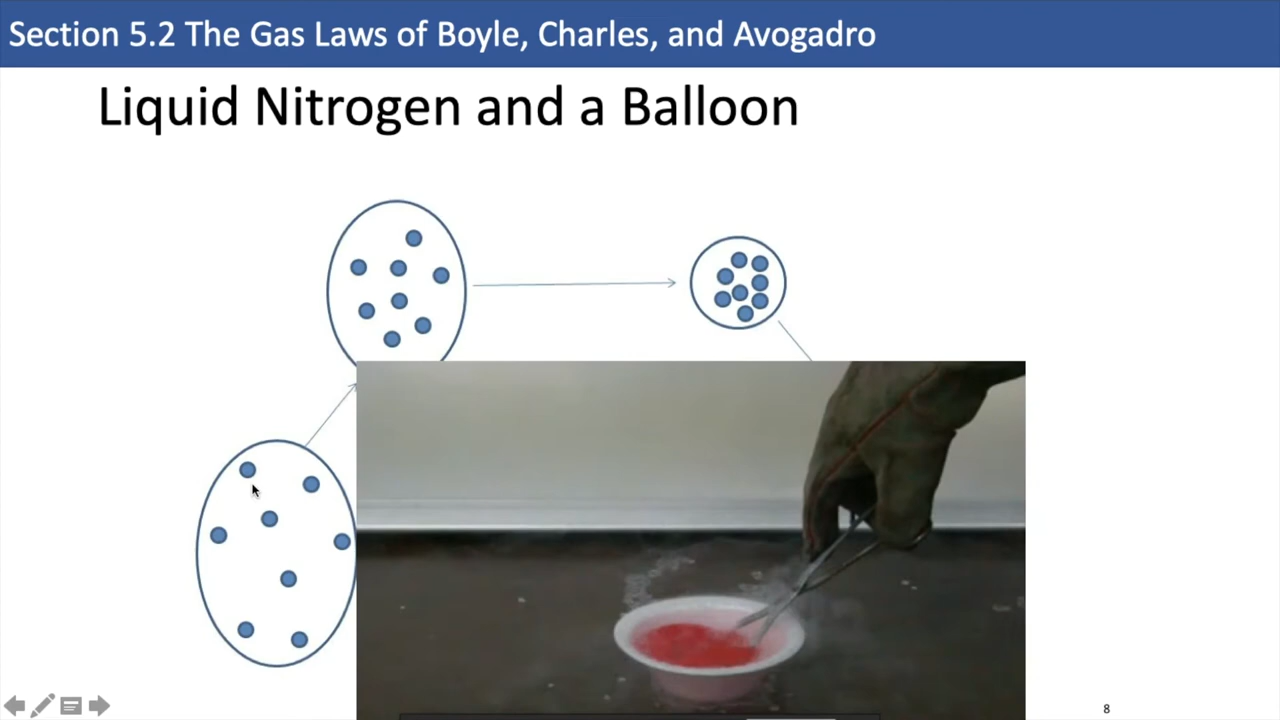 Section 5.2 The Gas Laws of Boyle, Charles, and Avogadro
Liquid Nitrogen and a Balloon
8